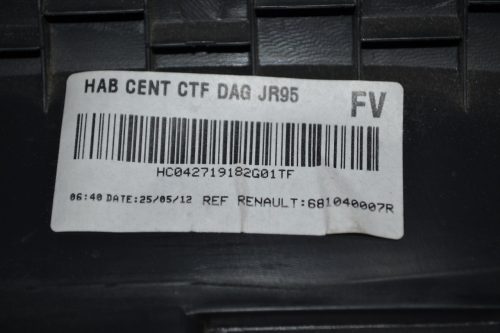 HAB CENT CTF DAG JR95 FV
HC042719182G01TF
06:40 DATE:25/05/12 REF RENAULT:681040007R